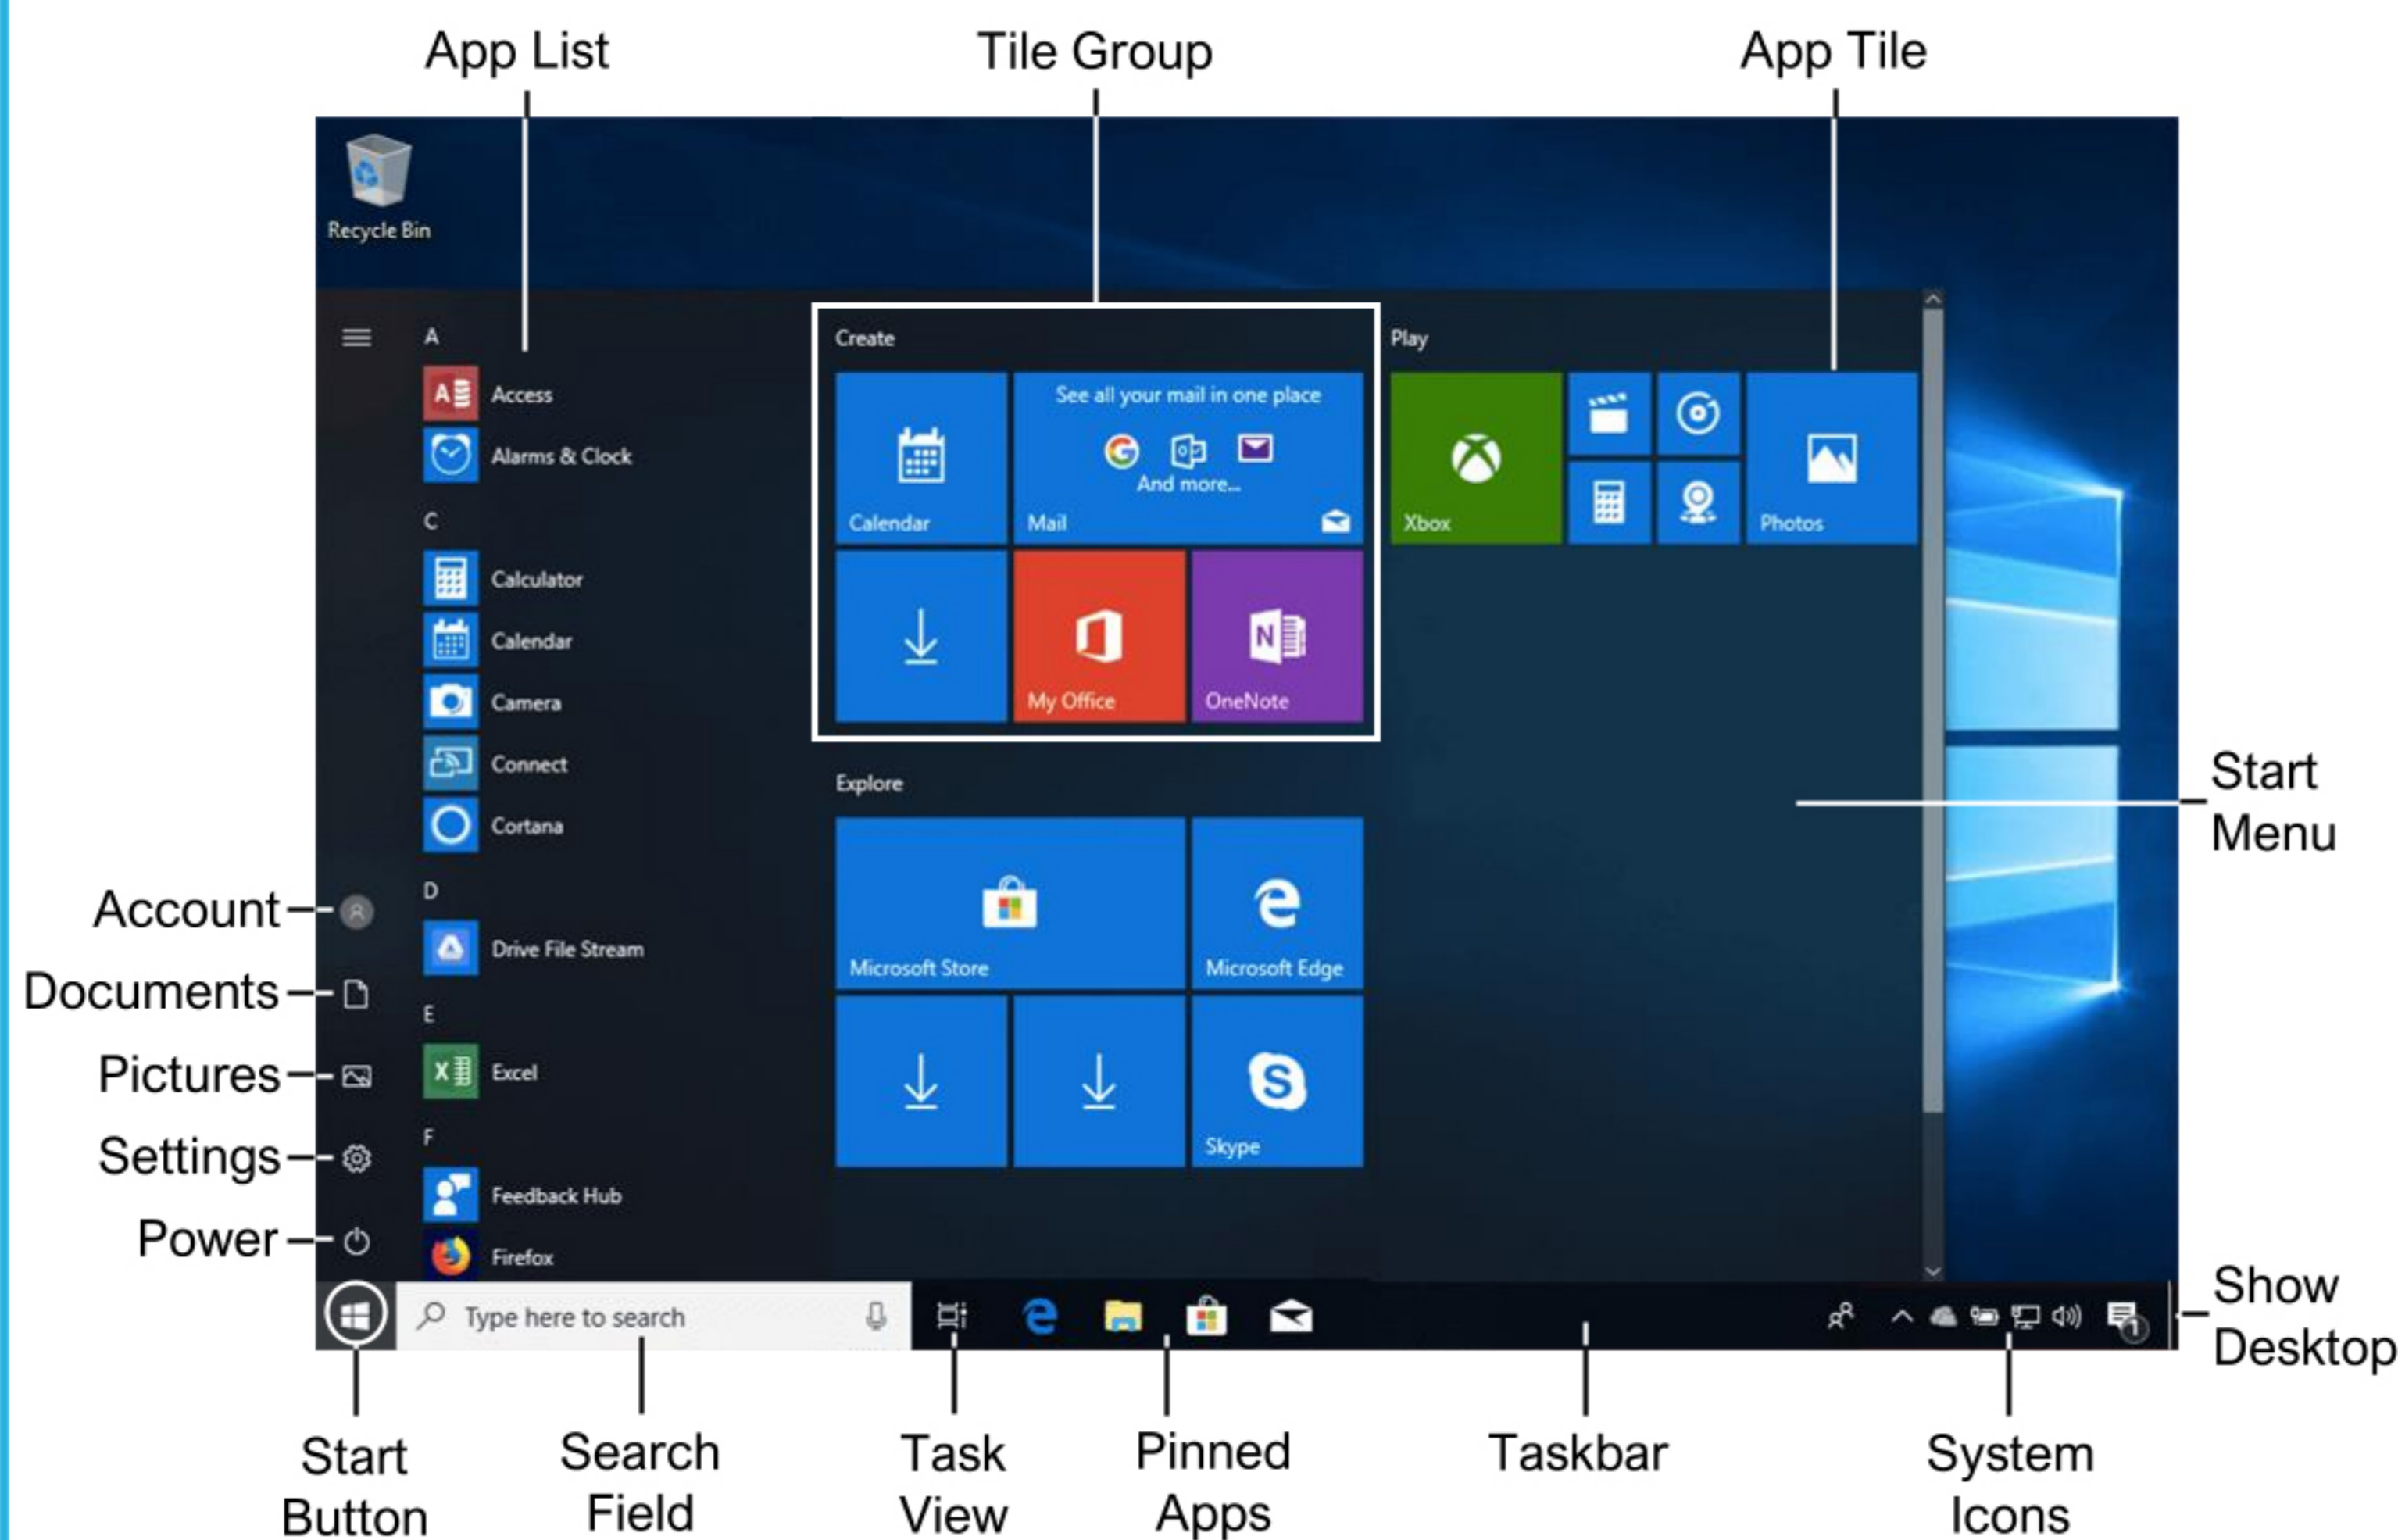 App List
Tile Group
App Tile
Recycle Bin
A
Access
Alarms & Clock
C
Calculator
Calendar
Camera
Connect
Cortana
D
Drive File Stream
E
Excel
F
Feedback Hub
Firefox
Create
See all your mail in one place
And more...
Calendar
Mail
My Office
OneNote
Play
Xbox
Photos
Explore
Microsoft Store
Microsoft Edge
Skype
Start
Menu
Account
Documents
Pictures
Settings
Power
Type here to search
1
Show
Desktop
Start
Button
Search
Field
Task
View
Pinned
Apps
Taskbar
System
Icons